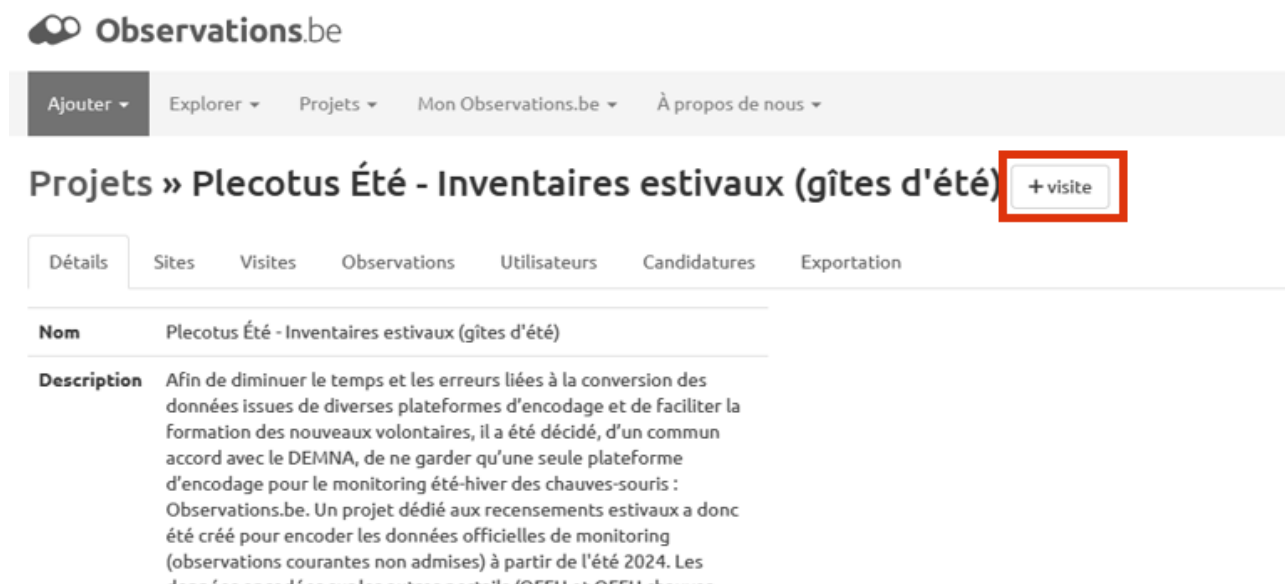 Observations.be
Ajouter Explorer Projets Mon Observations.be À propos de nous
Projets » Plecotus Été - Inventaires estivaux (gîtes d'été) + visite
Détails Sites Visites Observations Utilisateurs Candidatures Exportation
Nom Plecotus Été - Inventaires estivaux (gîtes d'été)
Description Afin de diminuer le temps et les erreurs liées à la conversion des
données issues de diverses plateformes d'encodage et de faciliter la
formation des nouveaux volontaires, il a été décidé, d'un commun
accord avec le DEMNA, de ne garder qu'une seule plateforme
d'encodage pour le monitoring été-hiver des chauves-souris :
Observations.be. Un projet dédié aux recensements estivaux a donc
été créé pour encoder les données officielles de monitoring
(observations courantes non admises) à partir de l'été 2024. Les